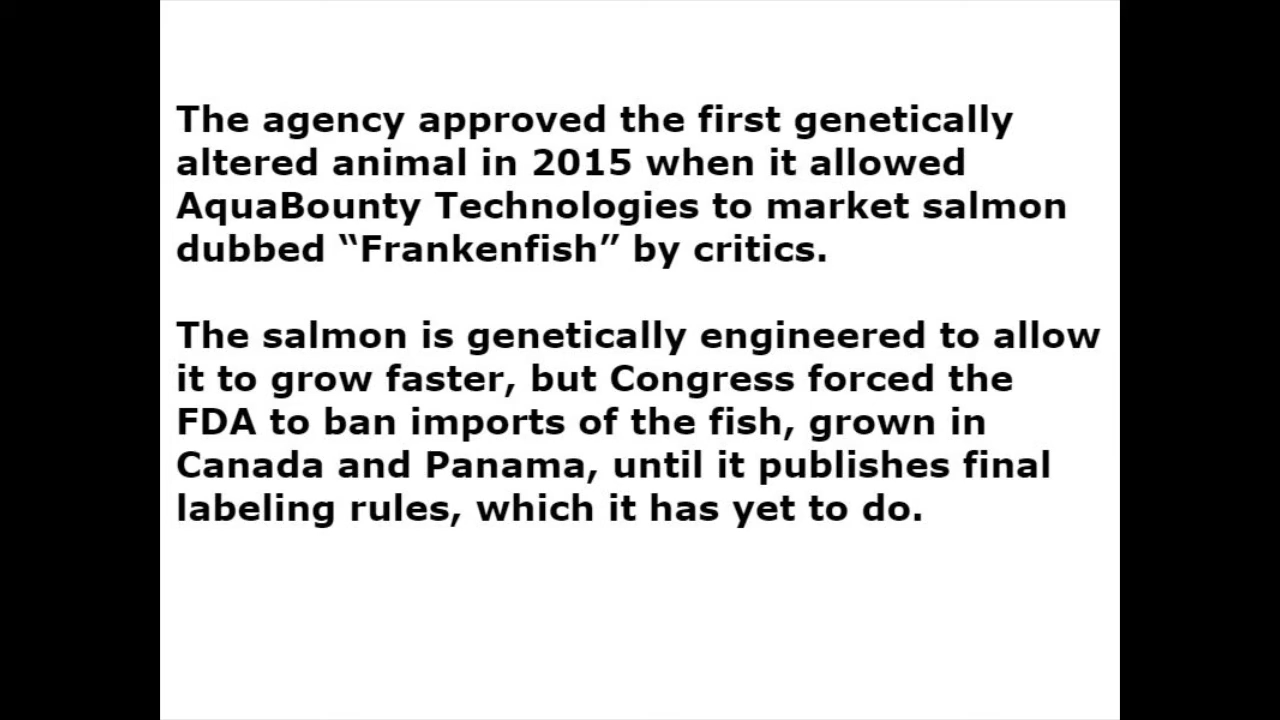 The agency approved the first genetically
altered animal in 2015 when it allowed
AquaBounty Technologies to market salmon
dubbed “Frankenfish” by critics.
The salmon is genetically engineered to allow
it to grow faster, but Congress forced the
FDA to ban imports of the fish, grown in
Canada and Panama, until it publishes final
labeling rules, which it has yet to do.